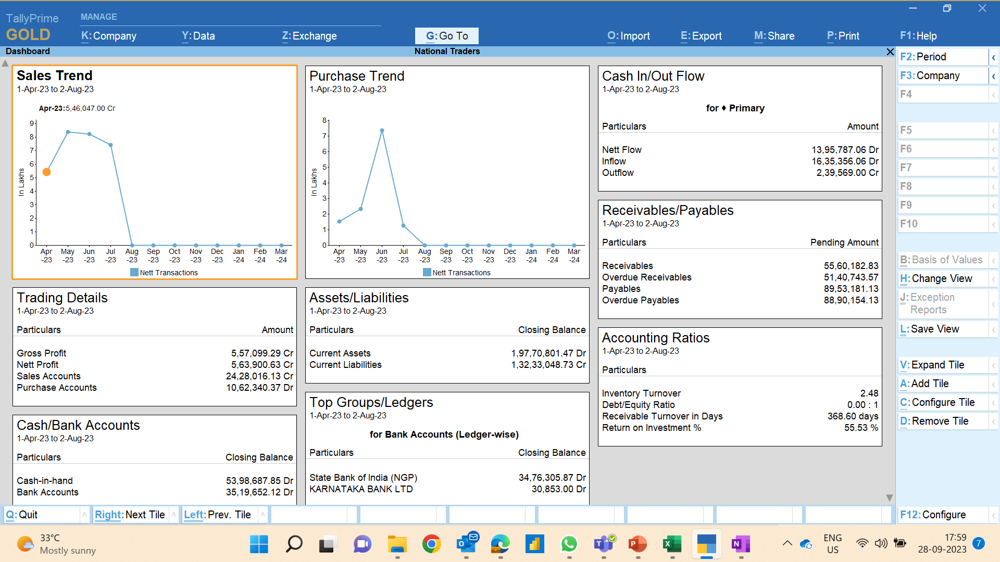 TallyPrime
GOLD
MANAGE
K:Company
Y:Data
Z:Exchange
G:Go To
O:Import
E:Export
M:Share
P:Print
F1:Help
Dashboard
National Traders
Sales Trend
1-Apr-23 to 2-Aug-23
Apr-23:5,46,047.00 Cr
In Lakhs
9
8
7
6
5
4
3
2
1
0
Apr May Jun Jul Aug Sep Oct Nov Dec Jan Feb Mar
-23 -23 -23 -23 -23 -23 -23 -23 -23 -24 -24 -24
Nett Transactions
Purchase Trend
1-Apr-23 to 2-Aug-23
In Lakhs
8
7
6
5
4
3
2
1
0
Apr May Jun Jul Aug Sep Oct Nov Dec Jan Feb Mar
-23 -23 -23 -23 -23 -23 -23 -23 -23 -24 -24 -24
Nett Transactions
Cash In/Out Flow
1-Apr-23 to 2-Aug-23
for ♦ Primary
Particulars Amount
Nett Flow 13,95,787.06 Dr
Inflow 16,35,356.06 Dr
Outflow 2,39,569.00 Cr
Receivables/Payables
1-Apr-23 to 2-Aug-23
Particulars Pending Amount
Receivables 55,60,182.83
Overdue Receivables 51,40,743.57
Payables 89,53,181.13
Overdue Payables 88,90,154.13
Trading Details
1-Apr-23 to 2-Aug-23
Particulars Amount
Gross Profit 5,57,099.29 Cr
Nett Profit 5,63,900.63 Cr
Sales Accounts 24,28,016.13 Cr
Purchase Accounts 10,62,340.37 Dr
Assets/Liabilities
1-Apr-23 to 2-Aug-23
Particulars Closing Balance
Current Assets 1,97,70,801.47 Dr
Current Liabilities 1,32,33,048.73 Cr
Accounting Ratios
1-Apr-23 to 2-Aug-23
Particulars
Inventory Turnover 2.48
Debt/Equity Ratio 0.00 : 1
Receivable Turnover in Days 368.60 days
Return on Investment % 55.53 %
Cash/Bank Accounts
1-Apr-23 to 2-Aug-23
Particulars Closing Balance
Cash-in-hand 53,98,687.85 Dr
Bank Accounts 35,19,652.12 Dr
Top Groups/Ledgers
1-Apr-23 to 2-Aug-23
for Bank Accounts (Ledger-wise)
Particulars Closing Balance
State Bank of India (NGP) 34,76,305.87 Dr
KARNATAKA BANK LTD 30,853.00 Dr
F2:Period
F3:Company
F4
F5
F6
F7
F8
F9
F10
B:Basis of Values
H:Change View
J:Exception
Reports
L:Save View
V:Expand Tile
A:Add Tile
C:Configure Tile
D:Remove Tile
F12:Configure
Q:Quit
Right:Next Tile
Left:Prev. Tile
33°C
Mostly sunny
ENG
US
17:59
28-09-2023
7